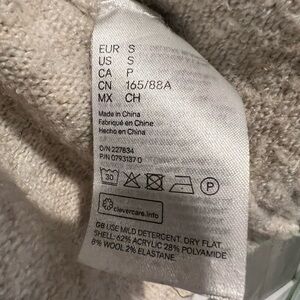 EUR S
US S
CA P
CN 165/88A
MX CH
Made in China
Fabriqué en Chine
Hecho en China
O/N 227834
P/N 0793137 0
30
P
clevercare.info
GB USE MILD DETERGENT. DRY FLAT.
SHELL: 62% ACRYLIC 28% POLYAMIDE
8% WOOL 2% ELASTANE.